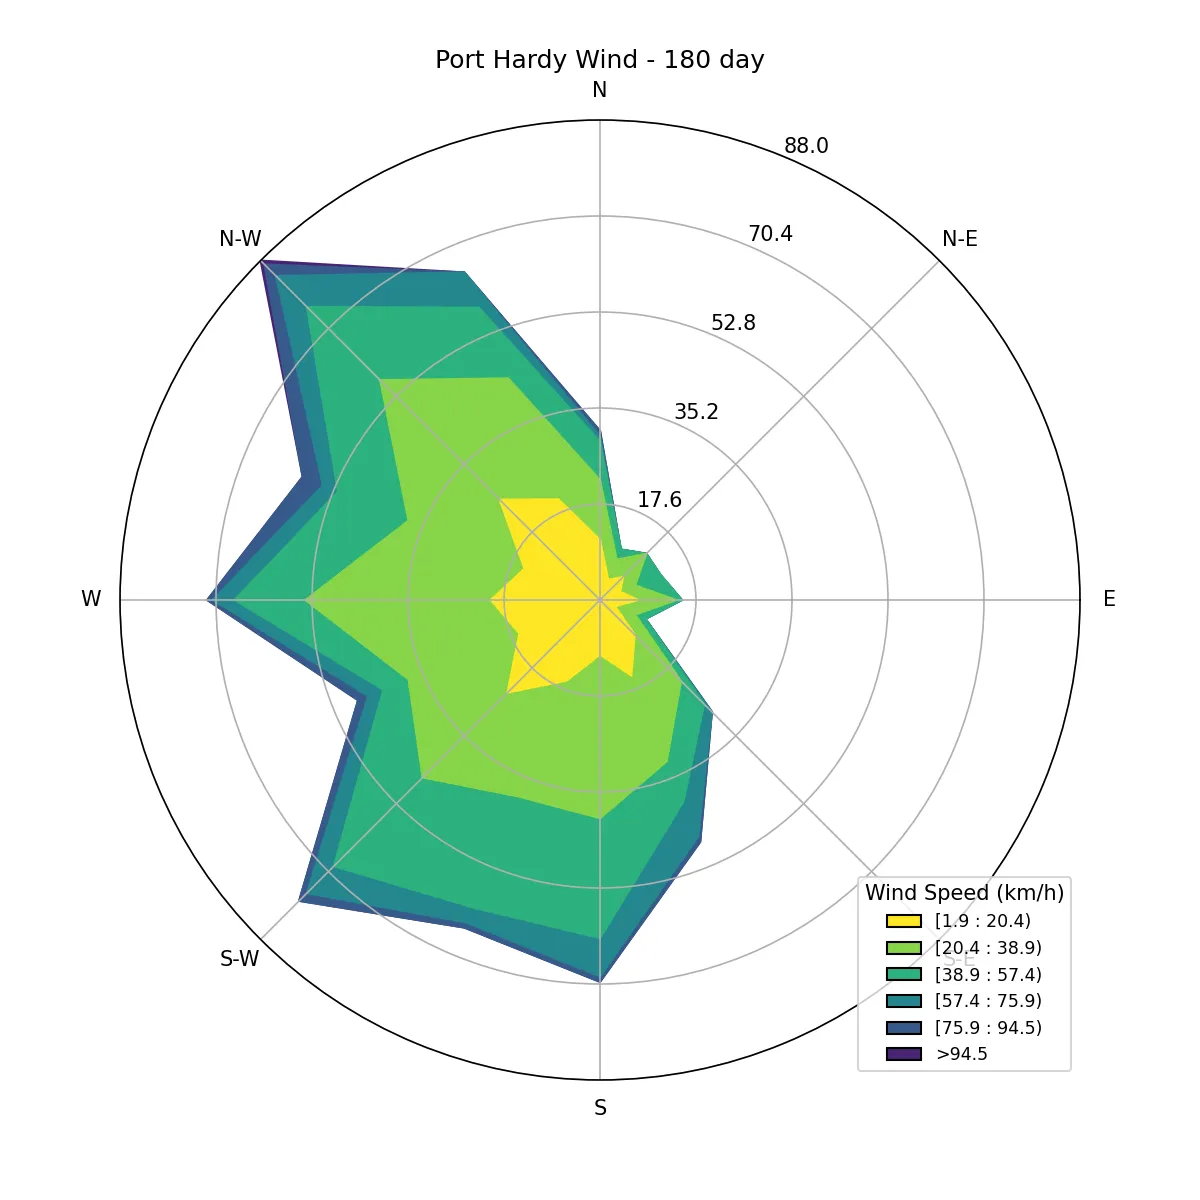 Port Hardy Wind - 180 day
N
88.0
70.4
N-W
N-E
52.8
35.2
17.6
W
E
Wind Speed (km/h)
[1.9 : 20.4)
[20.4 : 38.9)
S-W
S-E
[38.9 : 57.4)
[57.4 : 75.9)
[75.9 : 94.5)
>94.5
S